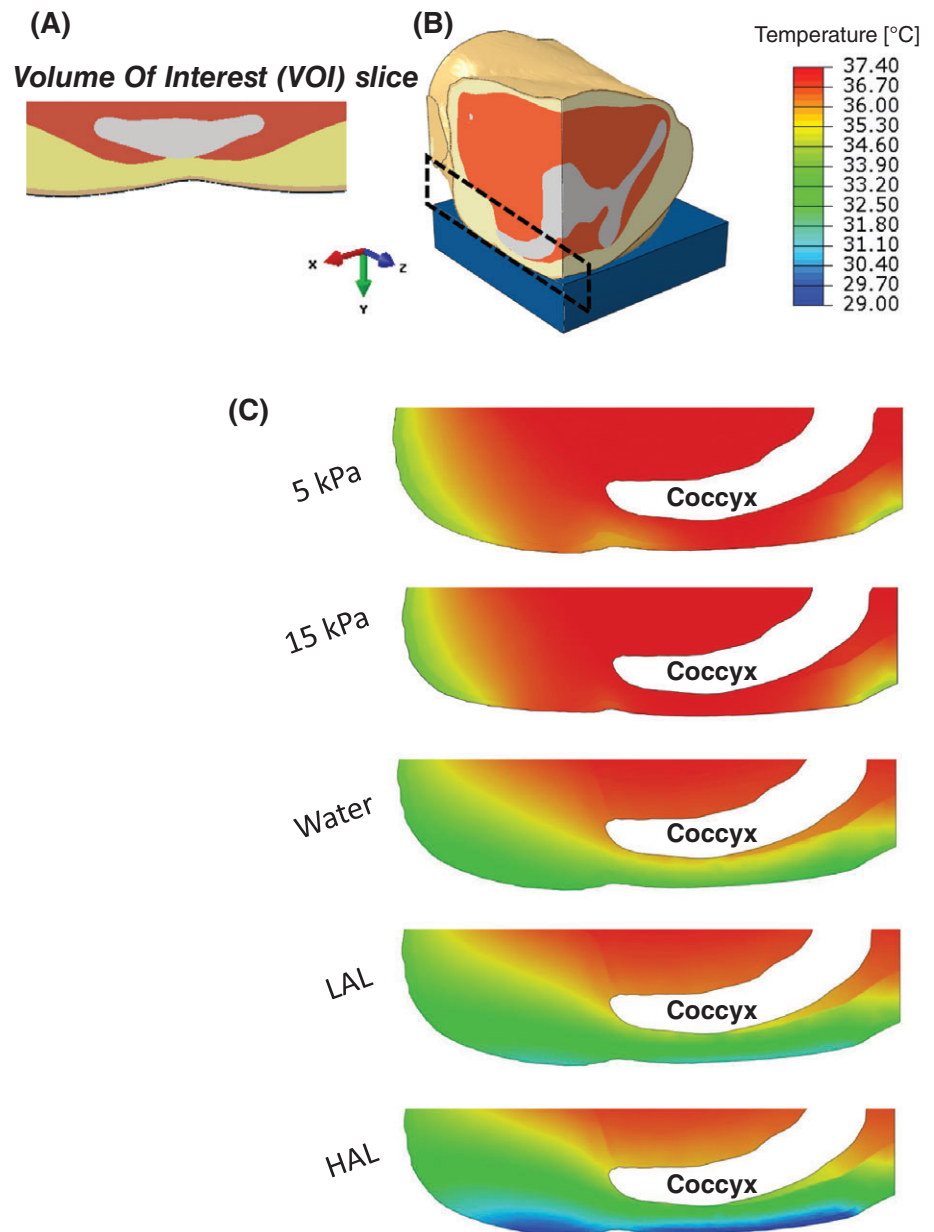 (A)
Volume Of Interest (VOI) slice
(B)
Temperature [°C]
37.40
36.70
36.00
35.30
34.60
33.90
33.20
32.50
31.80
31.10
30.40
29.70
29.00
X
Z
Y
(C)
5 kPa
Coccyx
15 kPa
Coccyx
Water
Coccyx
LAL
Coccyx
HAL
Coccyx